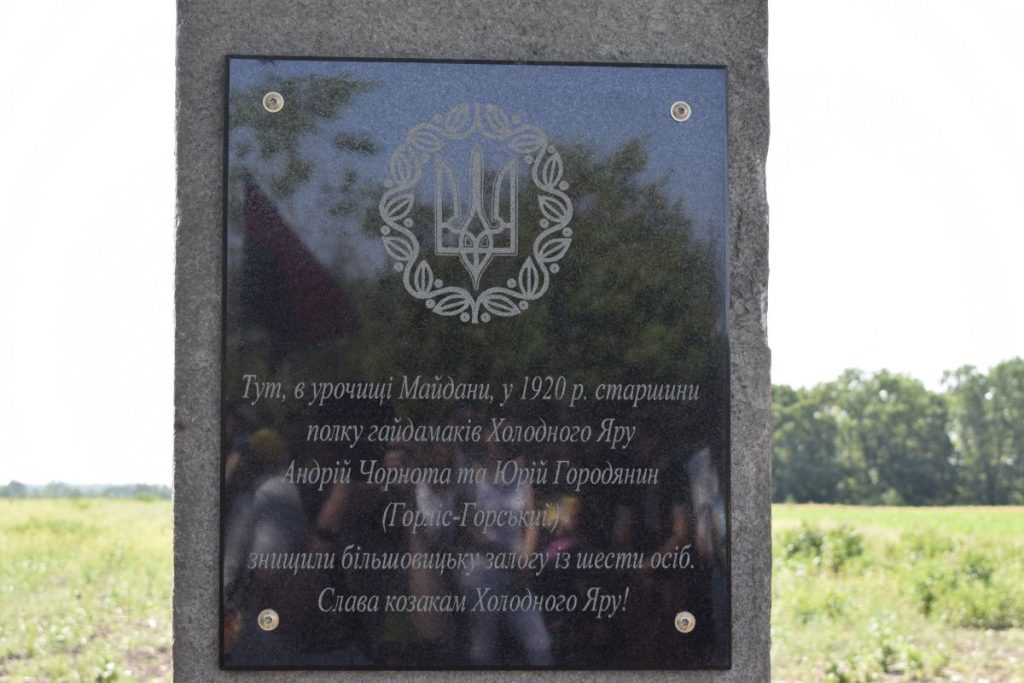 Тут, в урочищі Майдани, у 1920 р. старшини
полку гайдамаків Холодного Яру
Андрій Чорнота та Юрій Городянин
(Горліс-Горський)
знищили більшовицьку залогу із шести осіб.
Слава козакам Холодного Яру!